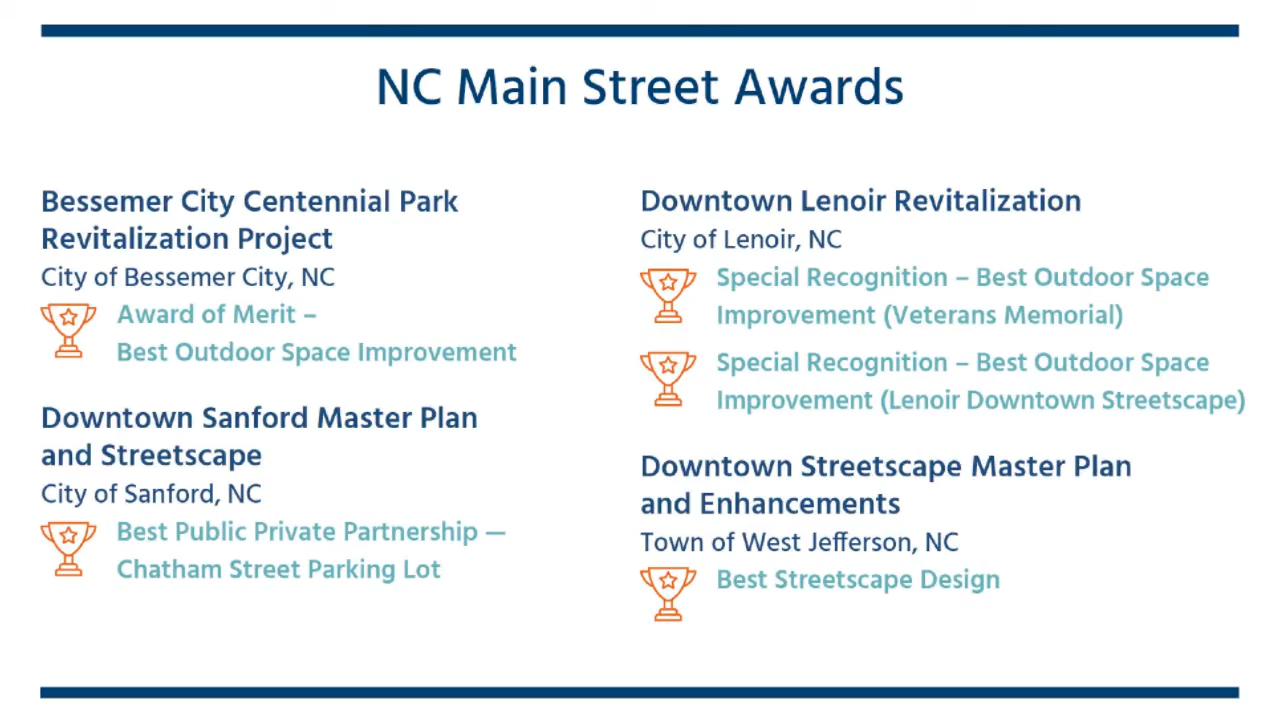 NC Main Street Awards
Bessemer City Centennial Park
Revitalization Project
City of Bessemer City, NC
Award of Merit –
Best Outdoor Space Improvement
Downtown Sanford Master Plan
and Streetscape
City of Sanford, NC
Best Public Private Partnership —
Chatham Street Parking Lot
Downtown Lenoir Revitalization
City of Lenoir, NC
Special Recognition – Best Outdoor Space
Improvement (Veterans Memorial)
Special Recognition – Best Outdoor Space
Improvement (Lenoir Downtown Streetscape)
Downtown Streetscape Master Plan
and Enhancements
Town of West Jefferson, NC
Best Streetscape Design